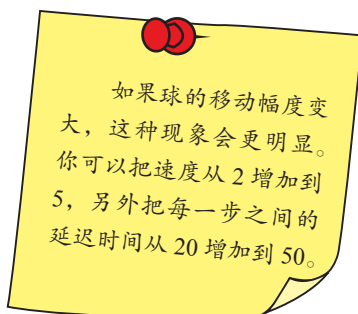 如果球的移动幅度变
大，这种现象会更明显。
你可以把速度从 2 增加到
5，另外把每一步之间的
延迟时间从 20 增加到 50。